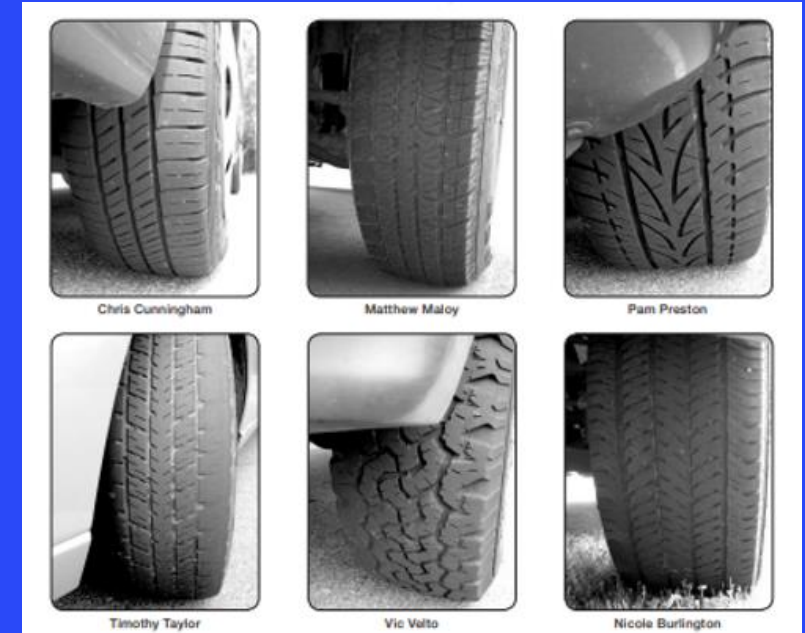 Chris Cunningham
Matthew Maloy
Pam Preston
Timothy Taylor
Vic Velto
Nicole Burlington